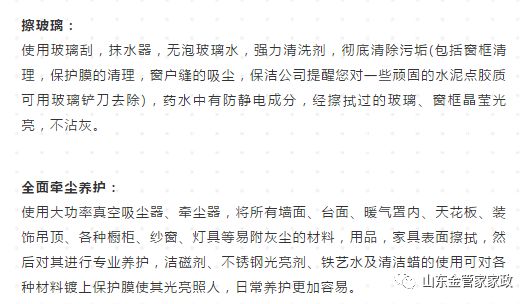 擦玻璃：
使用玻璃刮，抹水器，无泡玻璃水，强力清洗剂，彻底清除污垢(包括窗框清
理，保护膜的清理，窗户缝的吸尘，保洁公司提醒您对一些顽固的水泥点胶质
可用玻璃铲刀去除)，药水中有防静电成分，经擦拭过的玻璃、窗框晶莹光
亮，不沾灰。
全面牵尘养护：
使用大功率真空吸尘器、牵尘器，将所有墙面、台面、暖气罩内、天花板、装
饰吊顶、各种橱柜、纱窗、灯具等易附灰尘的材料，用品，家具表面擦拭，然
后对其进行专业养护，洁磁剂、不锈钢光亮剂、铁艺水及清洁蜡的使用可对各
种材料镀上保护膜使其光亮照人，日常养护更加容易。
山东金管家家政